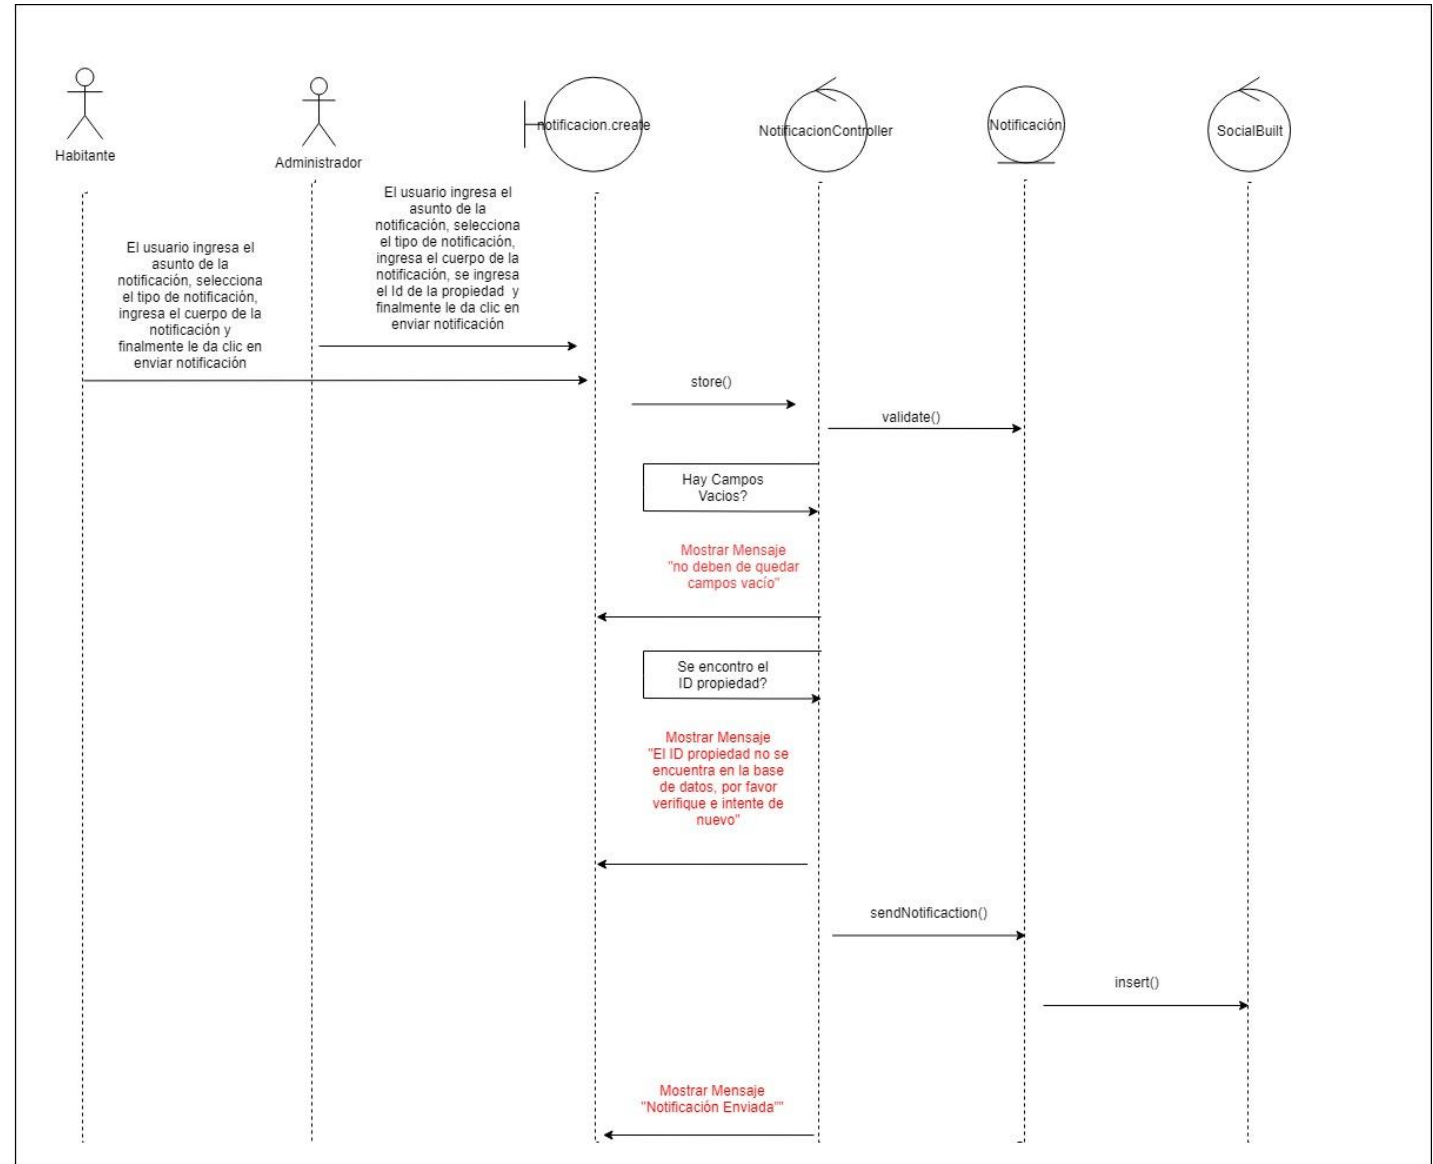 Habitante
Administrador
notificacion.create
NotificacionController
Notificación
SocialBuilt
El usuario ingresa el
asunto de la
notificación, selecciona
el tipo de notificación,
ingresa el cuerpo de la
notificación, se ingresa
el Id de la propiedad y
finalmente le da clic en
enviar notificación
El usuario ingresa el
asunto de la
notificación, selecciona
el tipo de notificación,
ingresa el cuerpo de la
notificación y
finalmente le da clic en
enviar notificación
store()
validate()
Hay Campos
Vacios?
Mostrar Mensaje
"no deben de quedar
campos vacío"
Se encontro el
ID propiedad?
Mostrar Mensaje
"El ID propiedad no se
encuentra en la base
de datos, por favor
verifique e intente de
nuevo"
sendNotificaction()
insert()
Mostrar Mensaje
"Notificación Enviada""